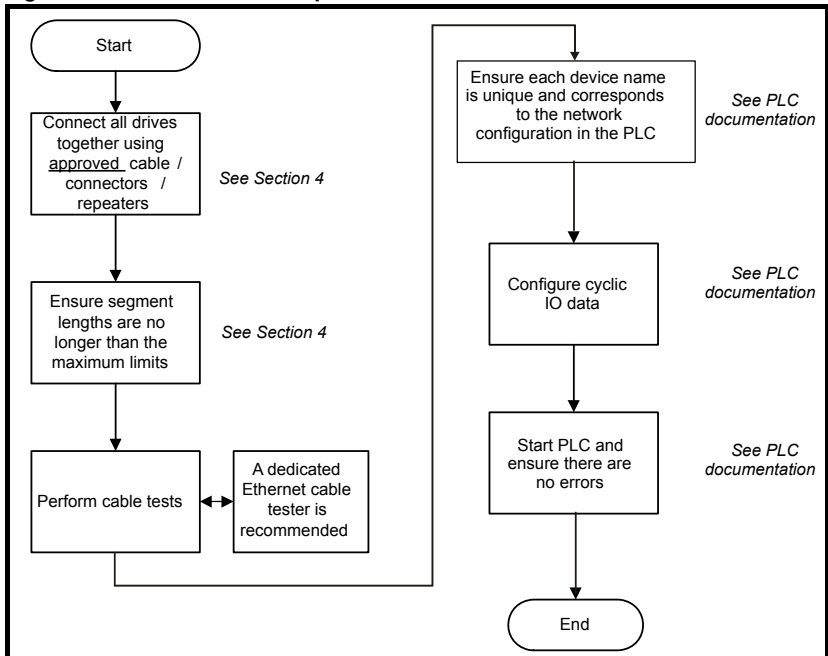 Start
Connect all drives
together using
approved cable /
connectors /
repeaters
See Section 4
Ensure segment
lengths are no
longer than the
maximum limits
See Section 4
Perform cable tests
A dedicated
Ethernet cable
tester is
recommended
Ensure each device name
is unique and corresponds
to the network
configuration in the PLC
See PLC
documentation
Configure cyclic
IO data
See PLC
documentation
Start PLC and
ensure there are
no errors
See PLC
documentation
End